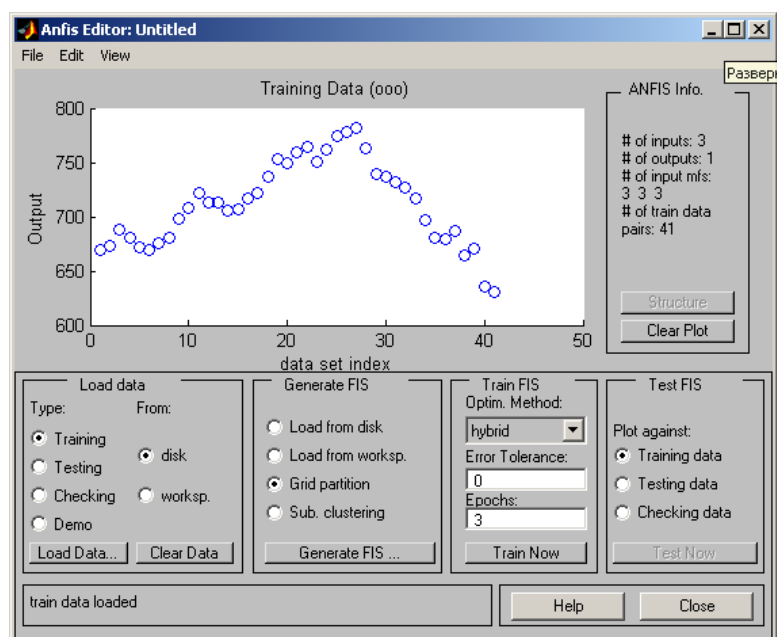 Anfis Editor: Untitled
File Edit View
Training Data (ooo)
800
750
700
650
600
Output
0 10 20 30 40 50
data set index
ANFIS Info.
# of inputs: 3
# of outputs: 1
# of input mfs:
3 3 3
# of train data
pairs: 41
Structure
Clear Plot
Load data
Type: From:
Training
Testing
Checking
Demo
disk
worksp.
Load Data... Clear Data
Generate FIS
Load from disk
Load from worksp.
Grid partition
Sub. clustering
Generate FIS ...
Train FIS
Optim. Method:
hybrid
Error Tolerance:
0
Epochs:
3
Train Now
Test FIS
Plot against:
Training data
Testing data
Checking data
Test Now
train data loaded
Help Close